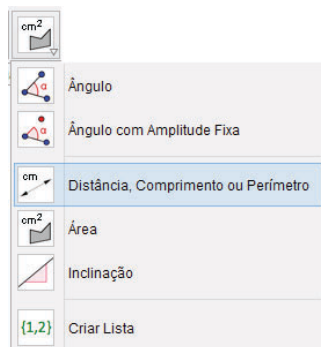 cm²
α Ângulo
α Ângulo com Amplitude Fixa
cm Distância, Comprimento ou Perímetro
cm² Área
Inclinação
{1,2} Criar Lista